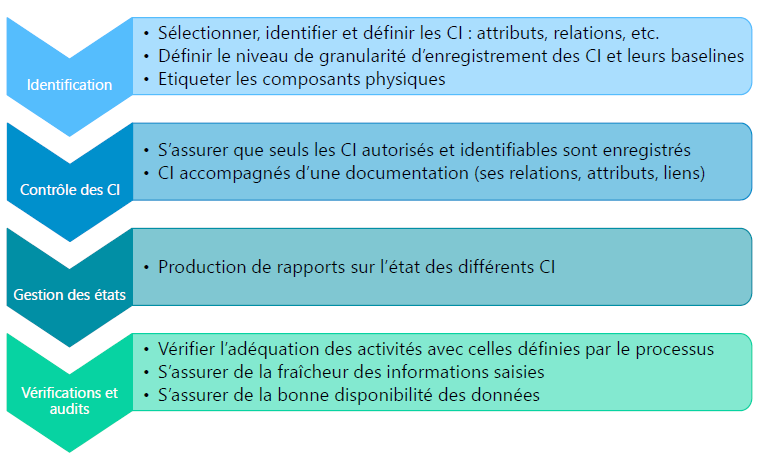 Identification
• Sélectionner, identifier et définir les CI : attributs, relations, etc.
• Définir le niveau de granularité d’enregistrement des CI et leurs baselines
• Etiqueter les composants physiques
Contrôle des CI
• S’assurer que seuls les CI autorisés et identifiables sont enregistrés
• CI accompagnés d’une documentation (ses relations, attributs, liens)
Gestion des états
• Production de rapports sur l’état des différents CI
Vérifications et
audits
• Vérifier l’adéquation des activités avec celles définies par le processus
• S’assurer de la fraîcheur des informations saisies
• S’assurer de la bonne disponibilité des données